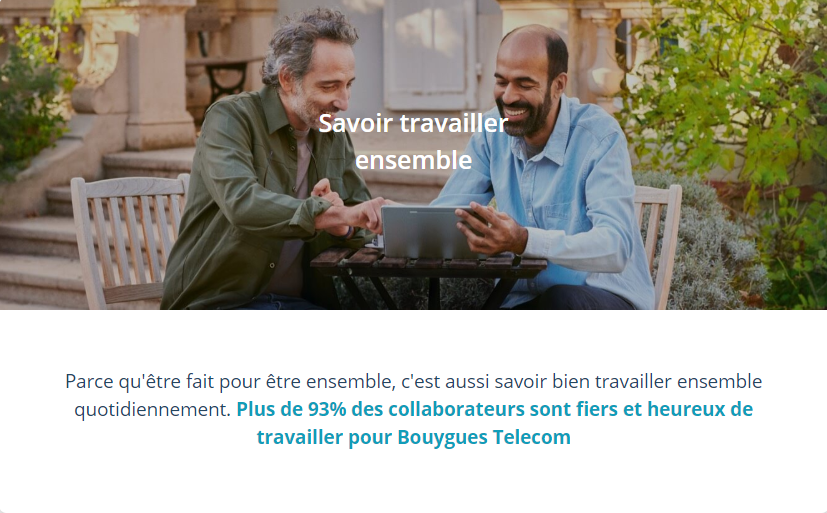 Savoir travailler
ensemble
Parce qu'être fait pour être ensemble, c'est aussi savoir bien travailler ensemble
quotidiennement. Plus de 93% des collaborateurs sont fiers et heureux de
travailler pour Bouygues Telecom